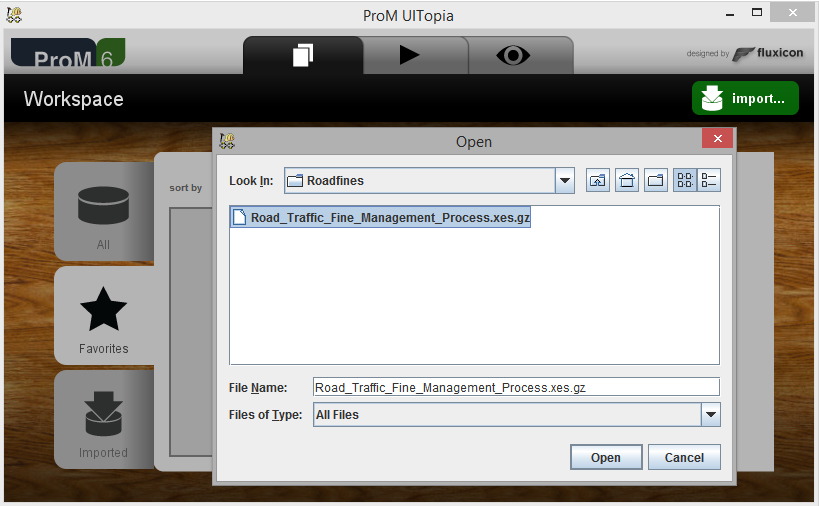 ProM UITopia
ProM 6
designed by fluxicon
Workspace
import...
Open
Look In:
Roadfines
sort by
Road_Traffic_Fine_Management_Process.xes.gz
All
Favorites
File Name:
Road_Traffic_Fine_Management_Process.xes.gz
Files of Type:
All Files
Imported
Open
Cancel